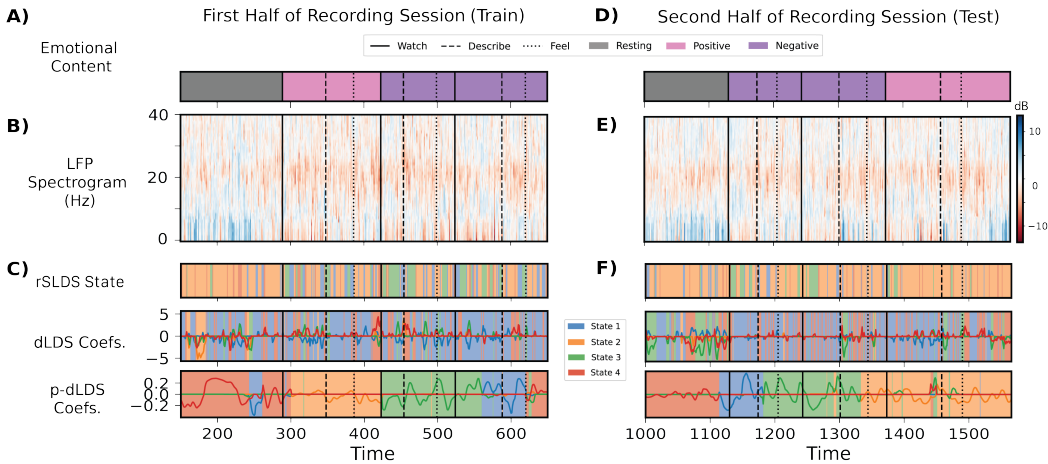 A)
First Half of Recording Session (Train)
D)
Second Half of Recording Session (Test)
Watch
Describe
Feel
Resting
Positive
Negative
Emotional
Content
B)
E)
LFP
Spectrogram
(Hz)
40
20
0
dB
10
0
−10
C)
F)
rSLDS State
dLDS Coefs.
5
0
−5
State 1
State 2
State 3
State 4
p-dLDS
Coefs.
0.2
0.0
−0.2
200
300
400
500
600
1000
1100
1200
1300
1400
1500
Time
Time